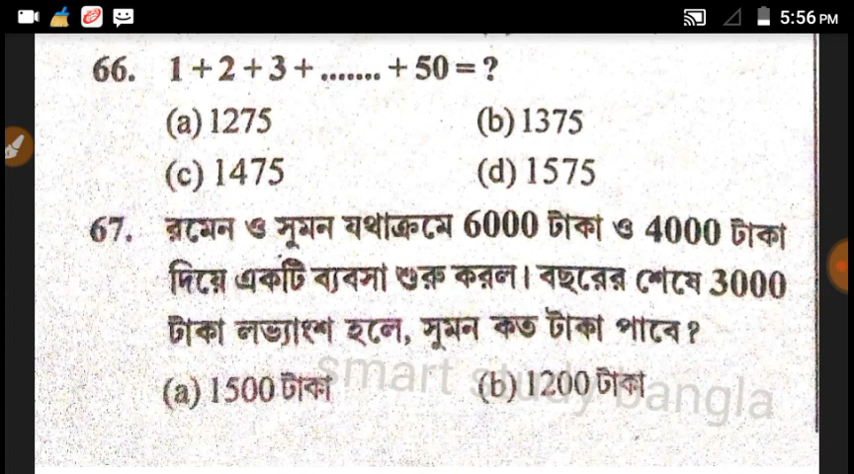 5:56 PM
66. 1+2+3+.......+50=?
(a) 1275 (b) 1375
(c) 1475 (d) 1575
67. রমেন ও সুমন যথাক্রমে 6000 টাকা ও 4000 টাকা
দিয়ে একটি ব্যবসা শুরু করল। বছরের শেষে 3000
টাকা লভ্যাংশ হলে, সুমন কত টাকা পাবে?
(a) 1500 টাকা (b) 1200 টাকা
smart study bangla